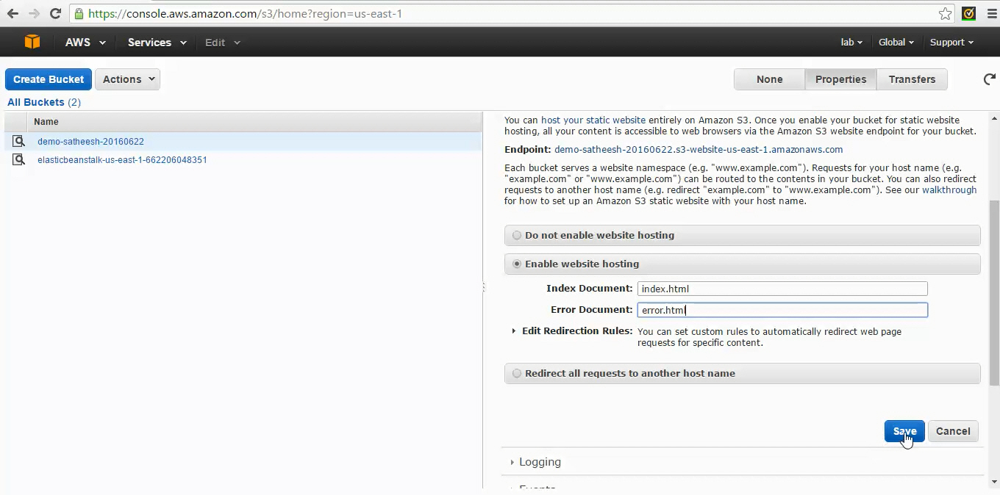 https://console.aws.amazon.com/s3/home?region=us-east-1
AWS Services Edit lab Global Support
Create Bucket Actions None Properties Transfers
All Buckets (2)
Name
demo-satheesh-20160622
elasticbeanstalk-us-east-1-662206048351
You can host your static website entirely on Amazon S3. Once you enable your bucket for static website
hosting, all your content is accessible to web browsers via the Amazon S3 website endpoint for your bucket.
Endpoint: demo-satheesh-20160622.s3-website-us-east-1.amazonaws.com
Each bucket serves a website namespace (e.g. "www.example.com"). Requests for your host name (e.g.
"example.com" or "www.example.com") can be routed to the contents in your bucket. You can also redirect
requests to another host name (e.g. redirect "example.com" to "www.example.com"). See our walkthrough
for how to set up an Amazon S3 static website with your host name.
Do not enable website hosting
Enable website hosting
Index Document: index.html
Error Document: error.html
Edit Redirection Rules: You can set custom rules to automatically redirect web page
requests for specific content.
Redirect all requests to another host name
Save Cancel
Logging
Events